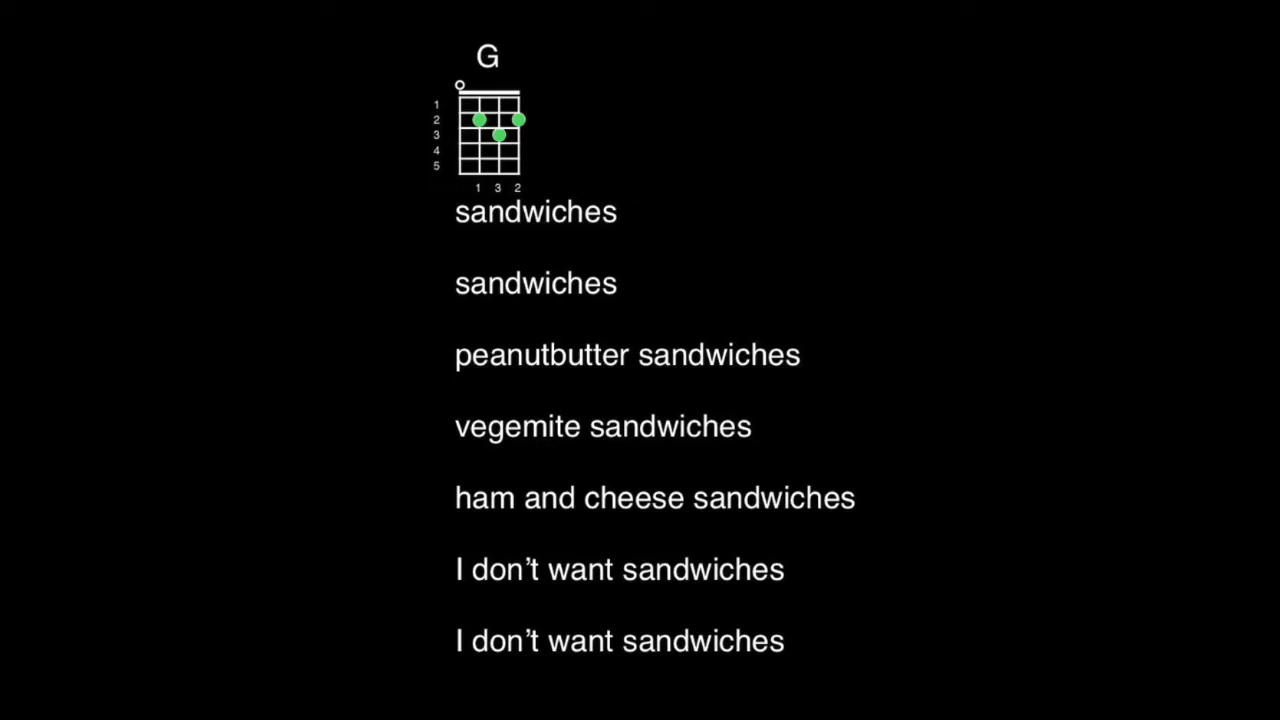 G
1
2
3
4
5
1 3 2
sandwiches
sandwiches
peanutbutter sandwiches
vegemite sandwiches
ham and cheese sandwiches
I don’t want sandwiches
I don’t want sandwiches